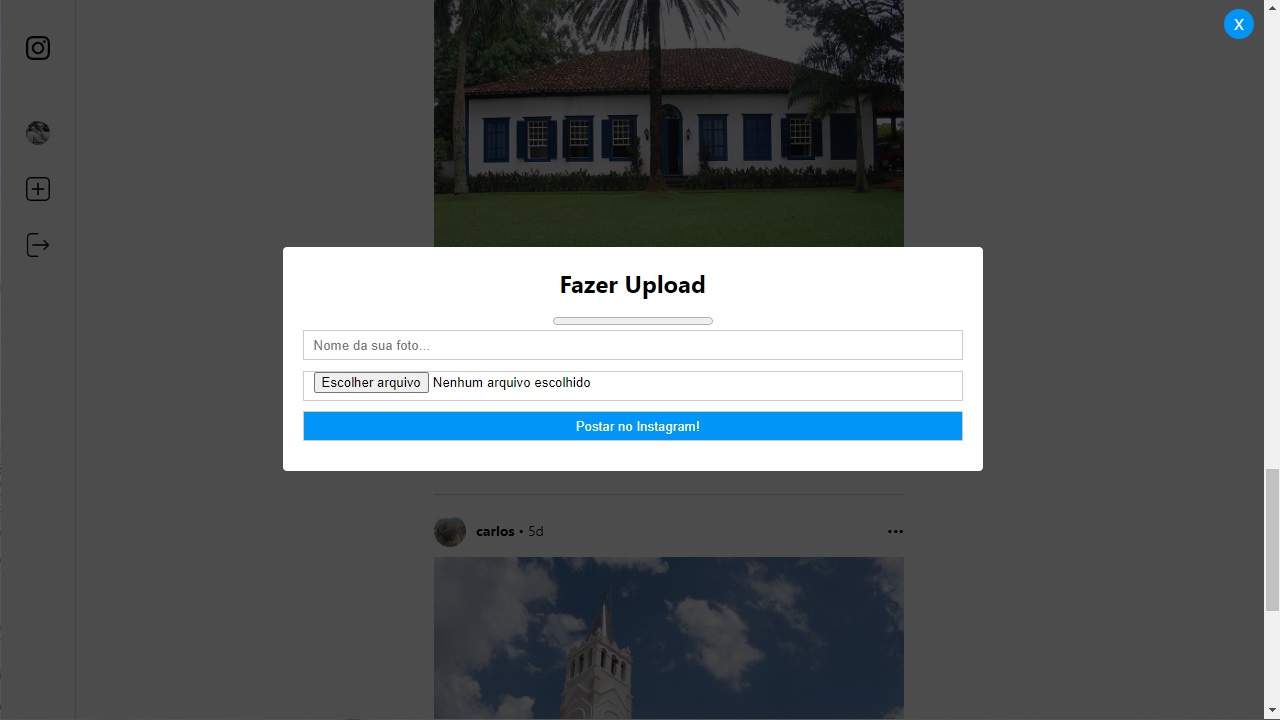 X
Fazer Upload
Nome da sua foto...
Escolher arquivo Nenhum arquivo escolhido
Postar no Instagram!
carlos • 5d